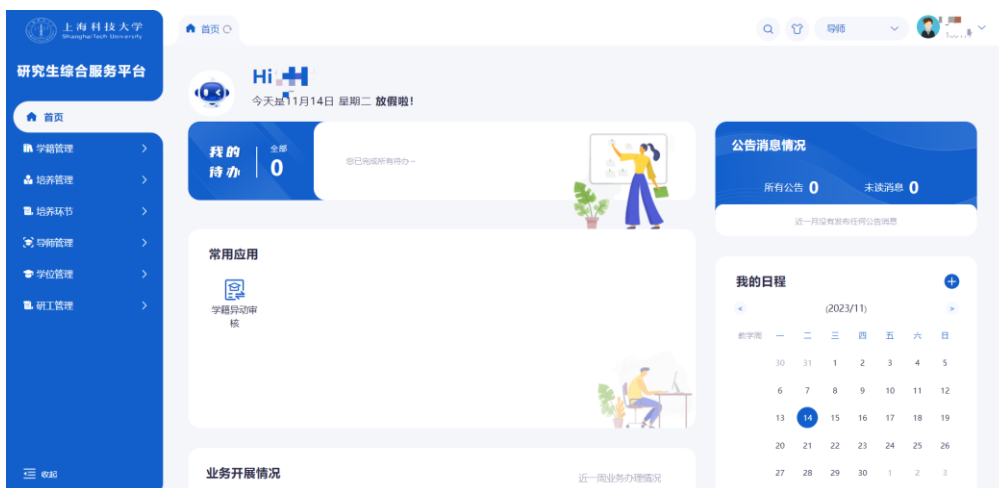 上海科技大学
ShanghaiTech University
研究生综合服务平台
首页
学籍管理
培养管理
培养环节
导师管理
学位管理
研工管理
收起
首页
导师
Hi
今天是11月14日 星期二 放假啦！
我的待办
全部
0
您已完成所有待办~
常用应用
学籍异动审
核
业务开展情况
近一周业务办理情况
公告消息情况
所有公告 0 未读消息 0
近一月没有发布任何公告消息
我的日程
+
< (2023/11) >
教学周 一 二 三 四 五 六 日
30 31 1 2 3 4 5
6 7 8 9 10 11 12
13 14 15 16 17 18 19
20 21 22 23 24 25 26
27 28 29 30 1 2 3